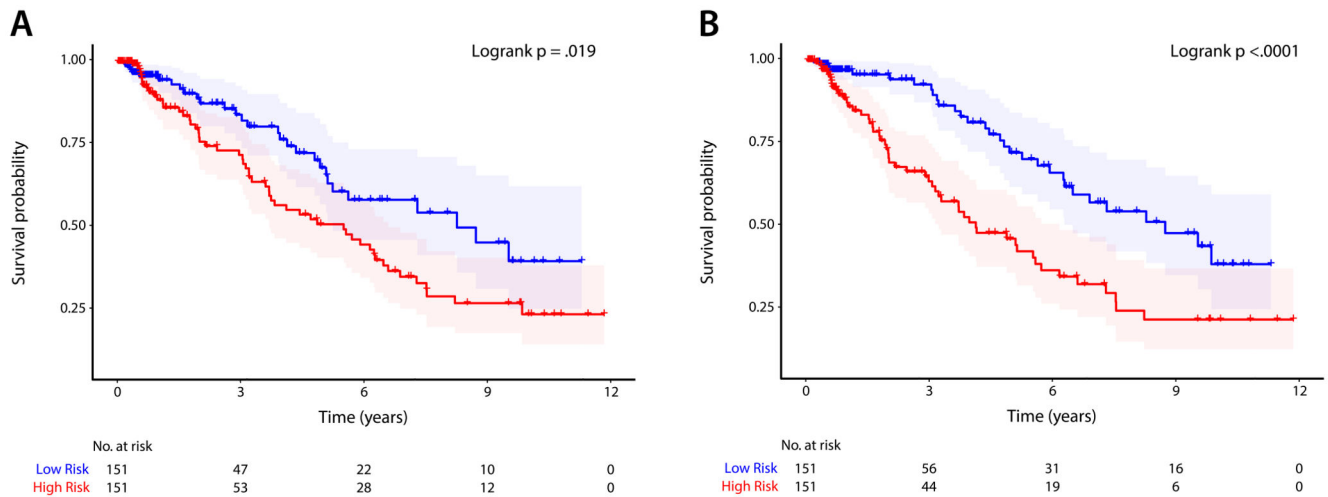 A
Logrank p = .019
1.00
0.75
0.50
0.25
Survival probability
0 3 6 9 12
Time (years)
No. at risk
Low Risk 151 47 22 10 0
High Risk 151 53 28 12 0
B
Logrank p <.0001
1.00
0.75
0.50
0.25
Survival probability
0 3 6 9 12
Time (years)
No. at risk
Low Risk 151 56 31 16 0
High Risk 151 44 19 6 0